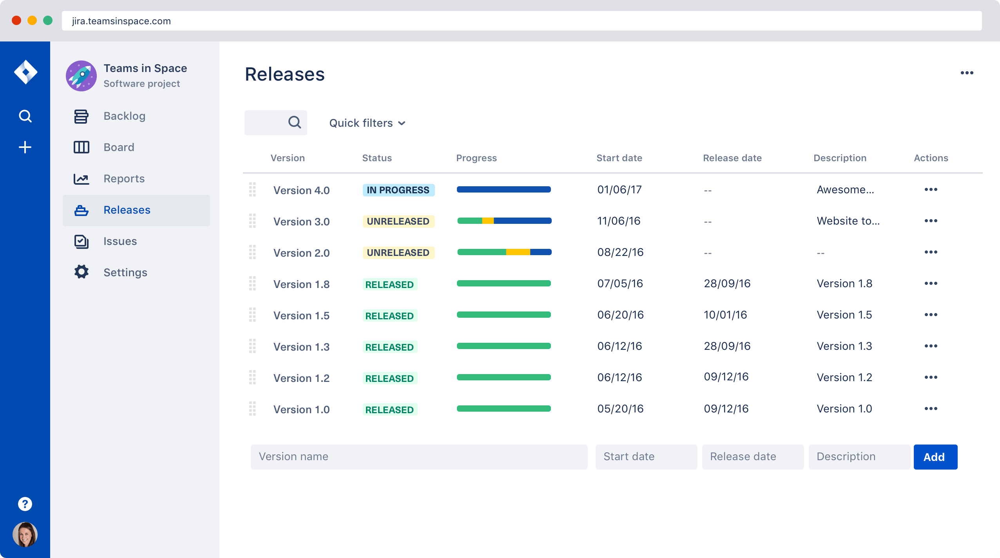 jira.teamsinspace.com
Teams in Space
Software project
Backlog
Board
Reports
Releases
Issues
Settings
?
Releases
Quick filters
Version Status Progress Start date Release date Description Actions
Version 4.0 IN PROGRESS 01/06/17 -- Awesome...
Version 3.0 UNRELEASED 11/06/16 -- Website to...
Version 2.0 UNRELEASED 08/22/16 -- --
Version 1.8 RELEASED 07/05/16 28/09/16 Version 1.8
Version 1.5 RELEASED 06/20/16 10/01/16 Version 1.5
Version 1.3 RELEASED 06/12/16 28/09/16 Version 1.3
Version 1.2 RELEASED 06/12/16 09/12/16 Version 1.2
Version 1.0 RELEASED 05/20/16 09/12/16 Version 1.0
Version name Start date Release date Description Add